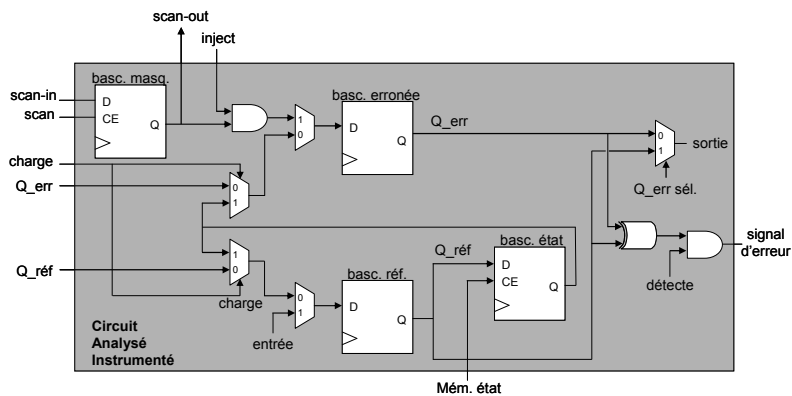 scan-out
inject
basc. masq.
scan-in
scan
D
CE
Q
basc. erronée
D
Q
1
0
Q_err
0
1
sortie
Q_err sél.
charge
Q_err
0
1
Q_réf
1
0
charge
basc. réf.
D
Q
0
1
entrée
Q_réf
basc. état
D
CE
Q
détecte
signal
d'erreur
Circuit
Analysé
Instrumenté
Mém. état